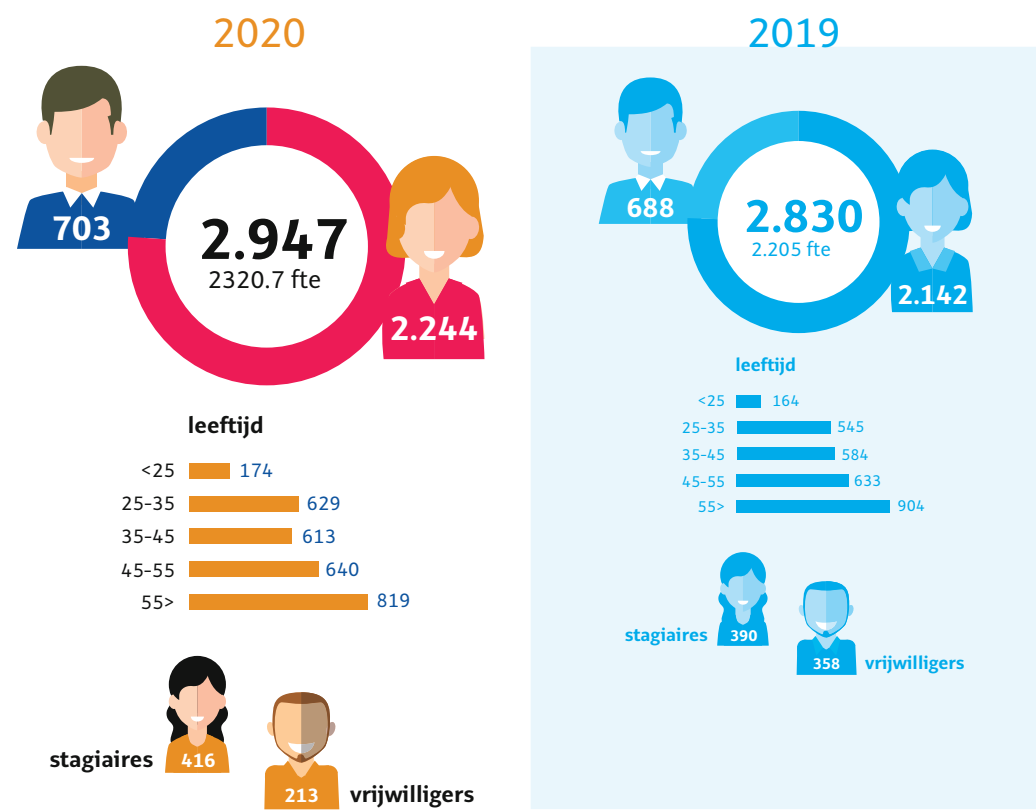 2020
703
2.947
2320.7 fte
2.244
leeftijd
<25 174
25-35 629
35-45 613
45-55 640
55> 819
stagiaires 416
213 vrijwilligers
2019
688
2.830
2.205 fte
2.142
leeftijd
<25 164
25-35 545
35-45 584
45-55 633
55> 904
stagiaires 390
358 vrijwilligers